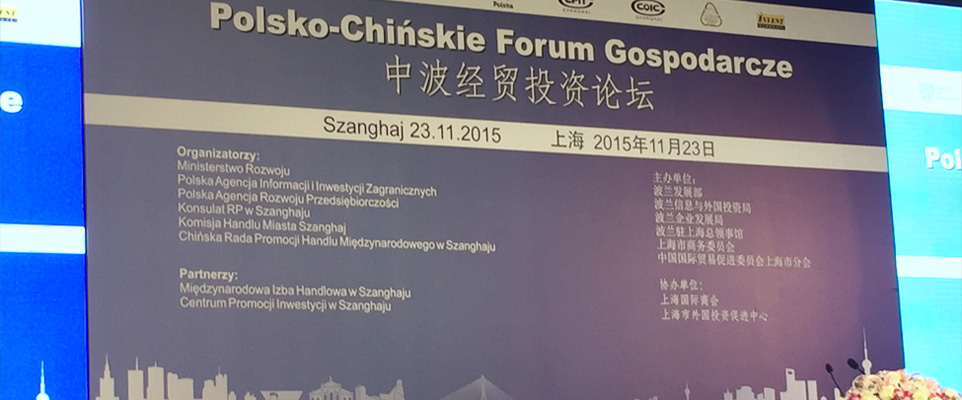 Polska
CCPIT
SHANGHAI
COIC
SHANGHAI
INVEST
Polsko-Chińskie Forum Gospodarcze
中波经贸投资论坛
Szanghaj 23.11.2015 上海 2015年11月23日
Organizatorzy:
Ministerstwo Rozwoju
Polska Agencja Informacji i Inwestycji Zagranicznych
Polska Agencja Rozwoju Przedsiębiorczości
Konsulat RP w Szanghaju
Komisja Handlu Miasta Szanghaj
Chińska Rada Promocji Handlu Międzynarodowego w Szanghaju
Partnerzy:
Międzynarodowa Izba Handlowa w Szanghaju
Centrum Promocji Inwestycji w Szanghaju
主办单位:
波兰发展部
波兰信息与外国投资局
波兰企业发展局
波兰驻上海总领事馆
上海市商务委员会
中国国际贸易促进委员会上海市分会
协办单位:
上海国际商会
上海市外国投资促进中心
e
Pol